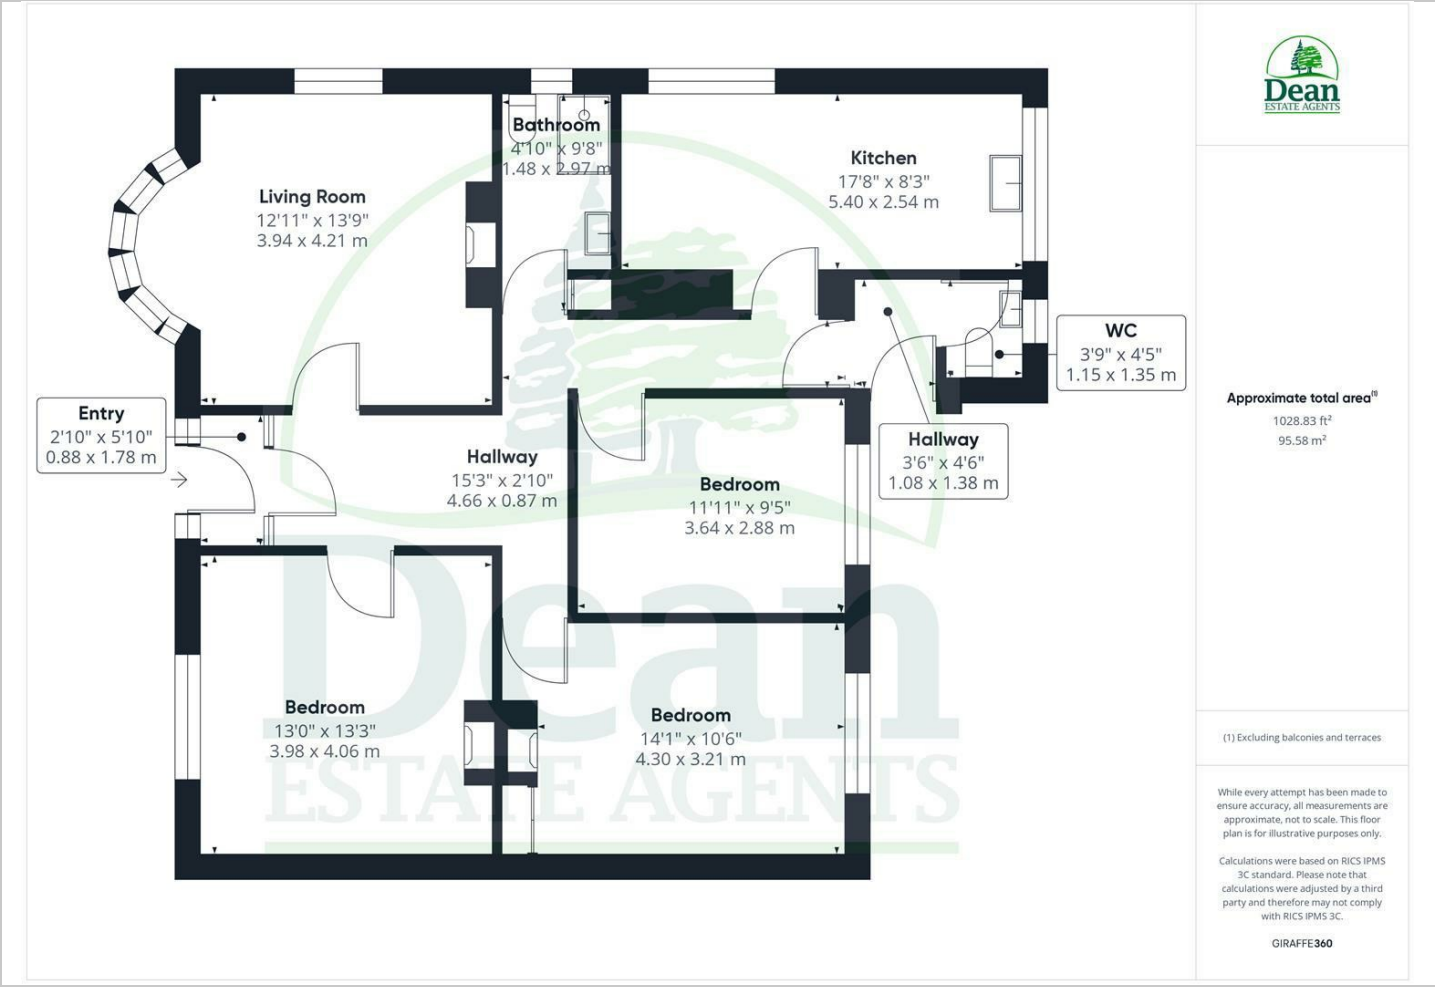 Living Room
12'11" x 13'9"
3.94 x 4.21 m
Bathroom
4'10" x 9'8"
1.48 x 2.97 m
Kitchen
17'8" x 8'3"
5.40 x 2.54 m
WC
3'9" x 4'5"
1.15 x 1.35 m
Entry
2'10" x 5'10"
0.88 x 1.78 m
Hallway
15'3" x 2'10"
4.66 x 0.87 m
Hallway
3'6" x 4'6"
1.08 x 1.38 m
Bedroom
11'11" x 9'5"
3.64 x 2.88 m
Bedroom
13'0" x 13'3"
3.98 x 4.06 m
Bedroom
14'1" x 10'6"
4.30 x 3.21 m
Dean
ESTATE AGENTS
Dean
ESTATE AGENTS
Approximate total area(1)
1028.83 ft²
95.58 m²
(1) Excluding balconies and terraces
While every attempt has been made to
ensure accuracy, all measurements are
approximate, not to scale. This floor
plan is for illustrative purposes only.
Calculations were based on RICS IPMS
3C standard. Please note that
calculations were adjusted by a third
party and therefore may not comply
with RICS IPMS 3C.
GIRAFFE360